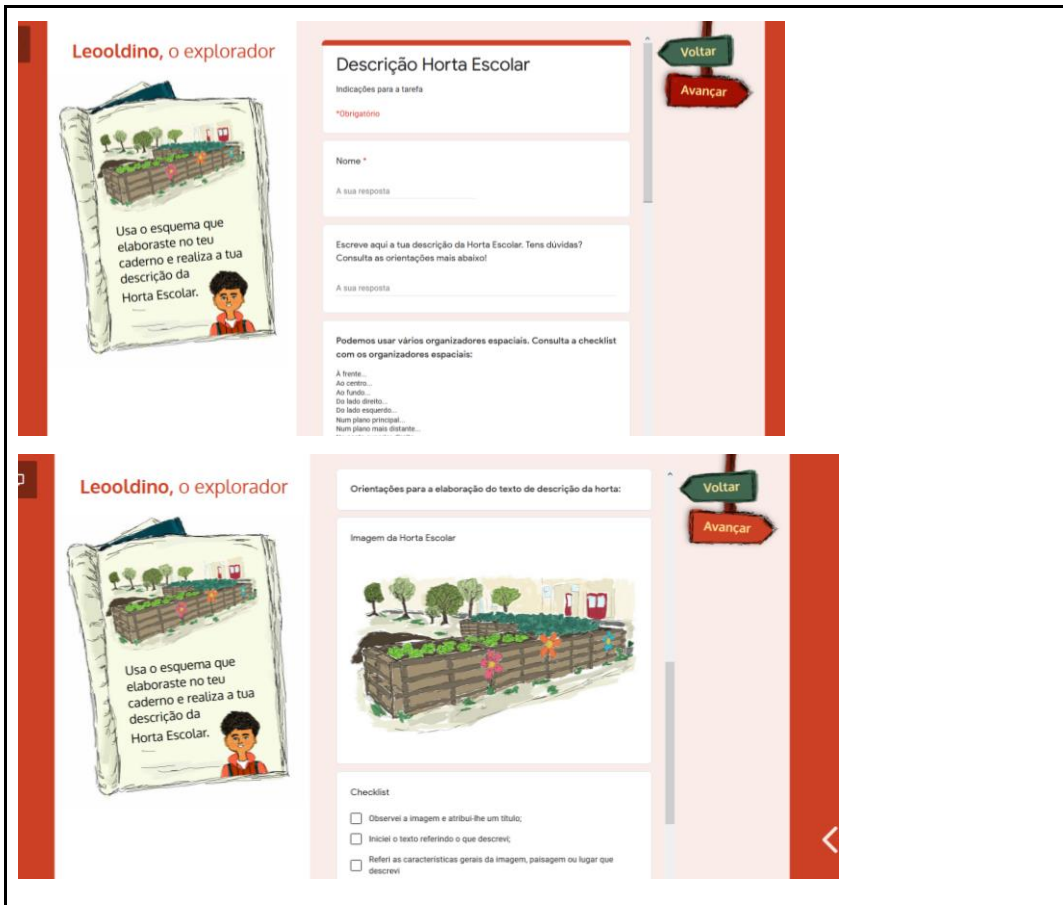 Leooldino, o explorador
Usa o esquema que
elaboraste no teu
caderno e realiza a tua
descrição da
Horta Escolar.
Descrição Horta Escolar
Indicações para a tarefa
*Obrigatório
Nome *
A sua resposta
Escreve aqui a tua descrição da Horta Escolar. Tens dúvidas?
Consulta as orientações mais abaixo!
A sua resposta
Podemos usar vários organizadores espaciais. Consulta a checklist
com os organizadores espaciais:
À frente...
Ao centro...
Ao fundo...
Do lado direito...
Do lado esquerdo...
Num plano principal...
Num plano mais distante...
Voltar
Avançar
Leooldino, o explorador
Usa o esquema que
elaboraste no teu
caderno e realiza a tua
descrição da
Horta Escolar.
Orientações para a elaboração do texto de descrição da horta:
Imagem da Horta Escolar
Checklist
Observei a imagem e atribuí-lhe um título;
Iniciei o texto referindo o que descrevi;
Referi as características gerais da imagem, paisagem ou lugar que
descrevi
Voltar
Avançar